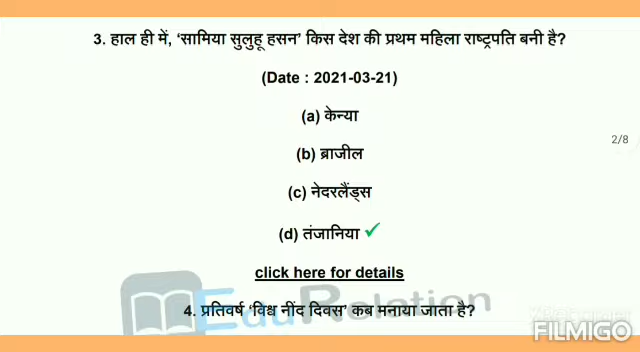 3. हाल ही में, ‘सामिया सुलुहू हसन’ किस देश की प्रथम महिला राष्ट्रपति बनी है?
(Date : 2021-03-21)
(a) केन्या
2/8
(b) ब्राजील
(c) नेदरलैंड्स
(d) तंजानिया ✓
click here for details
EduRelation
4. प्रतिवर्ष ‘विश्व नींद दिवस’ कब मनाया जाता है?
FILMIGO